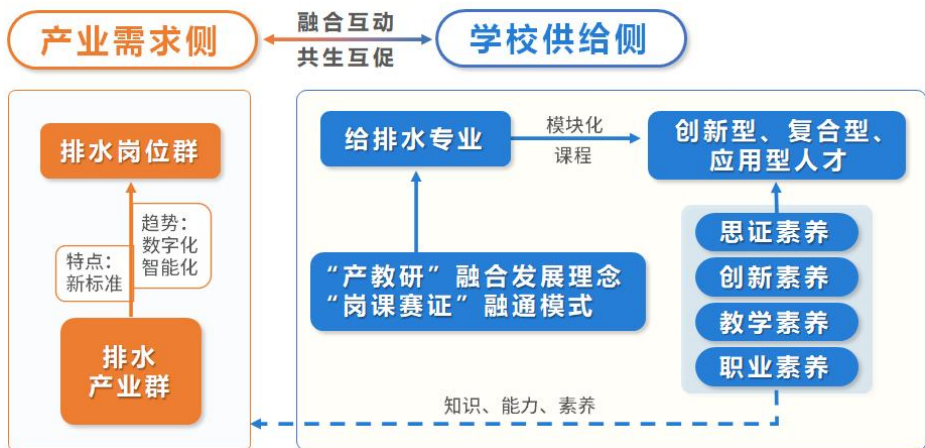 产业需求侧
融合互动
共生互促
学校供给侧
排水岗位群
趋势：
数字化
智能化
特点：
新标准
排水
产业群
给排水专业
模块化
课程
创新型、复合型、
应用型人才
“产教研”融合发展理念
“岗课赛证”融通模式
思证素养
创新素养
教学素养
职业素养
知识、能力、素养